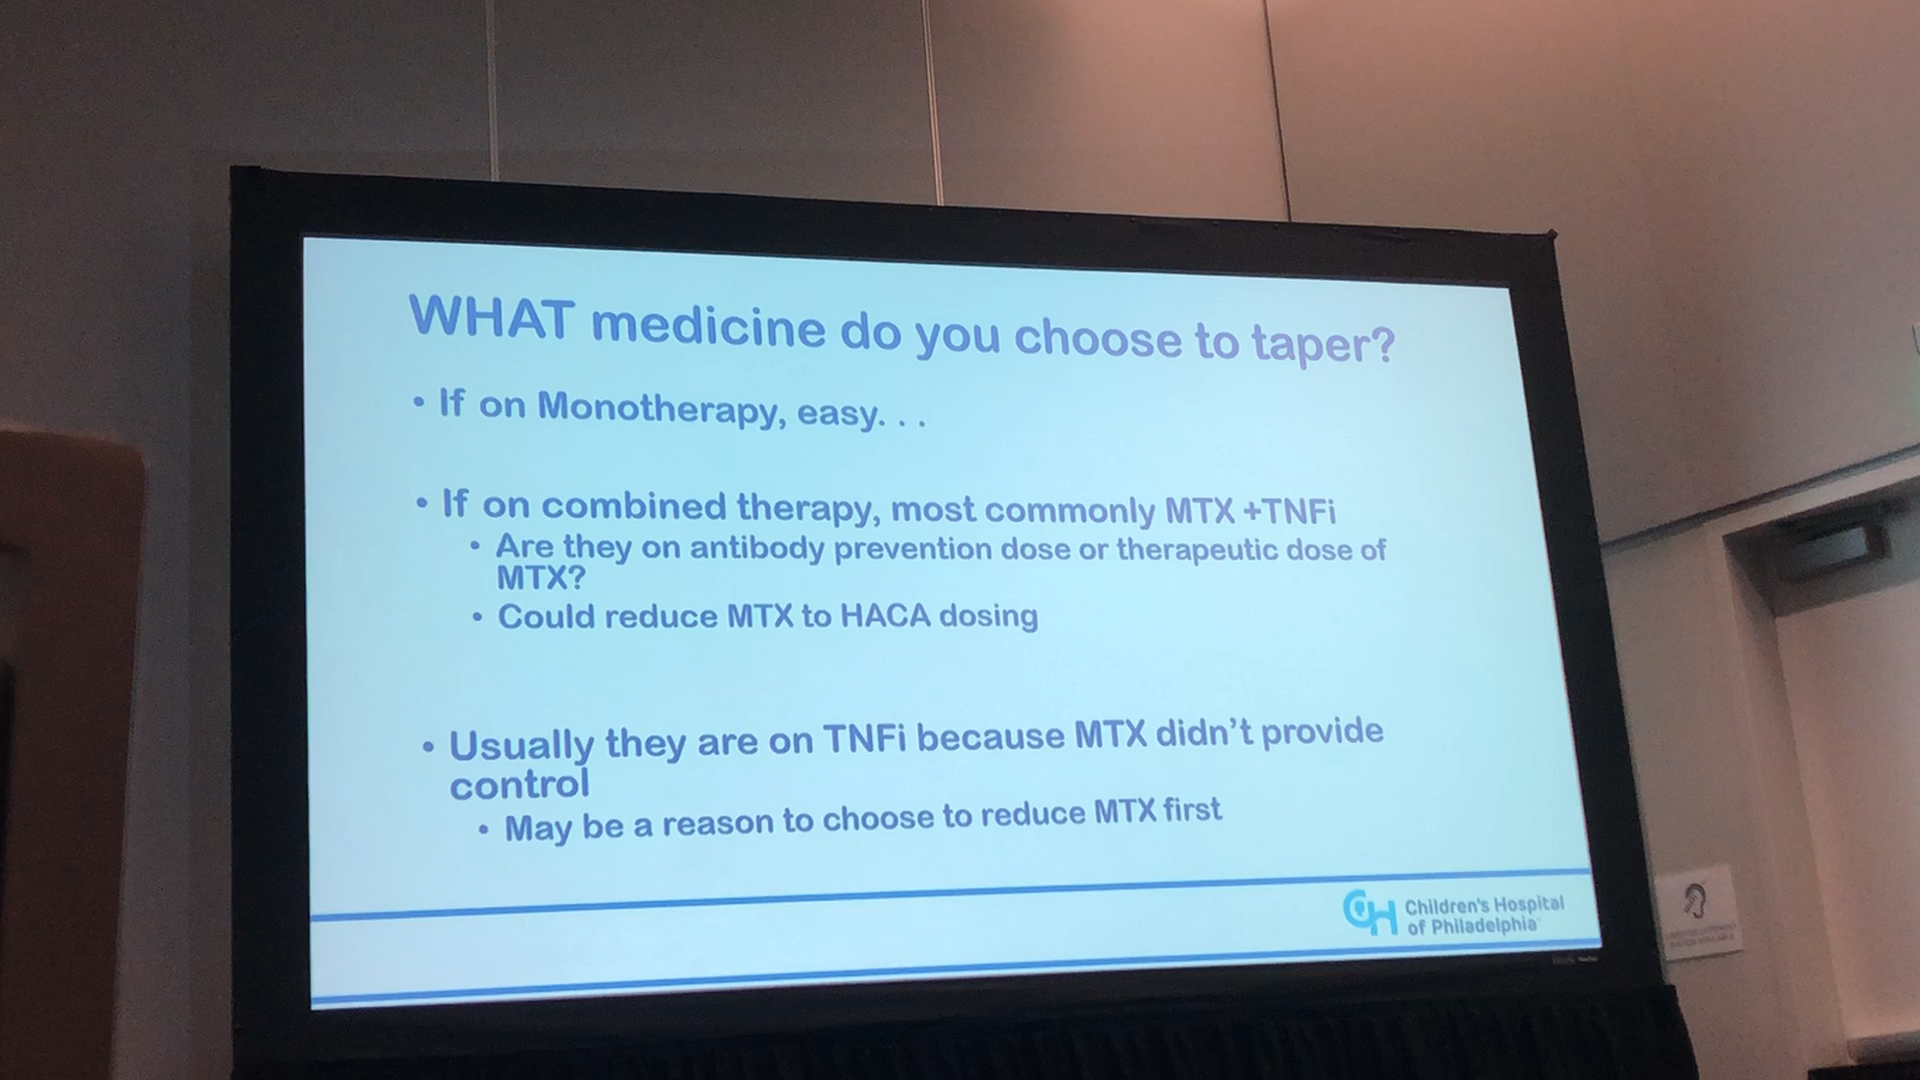 WHAT medicine do you choose to taper?
• If on Monotherapy, easy. . .
• If on combined therapy, most commonly MTX +TNFi
• Are they on antibody prevention dose or therapeutic dose of
MTX?
• Could reduce MTX to HACA dosing
• Usually they are on TNFi because MTX didn't provide
control
• May be a reason to choose to reduce MTX first
CH Children's Hospital
of Philadelphia